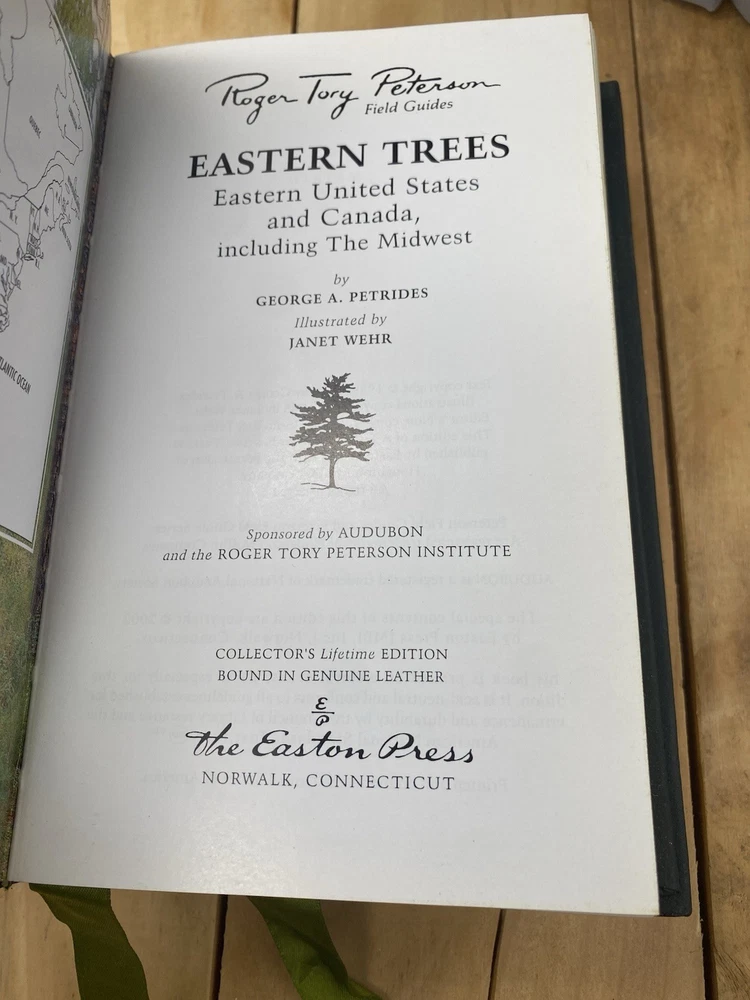 Roger Tory Peterson
Field Guides
EASTERN TREES
Eastern United States
and Canada,
including The Midwest
by
GEORGE A. PETRIDES
Illustrated by
JANET WEHR
Sponsored by AUDUBON
and the ROGER TORY PETERSON INSTITUTE
COLLECTOR'S Lifetime EDITION
BOUND IN GENUINE LEATHER
E
P
The Easton Press
NORWALK, CONNECTICUT
ATLANTIC OCEAN